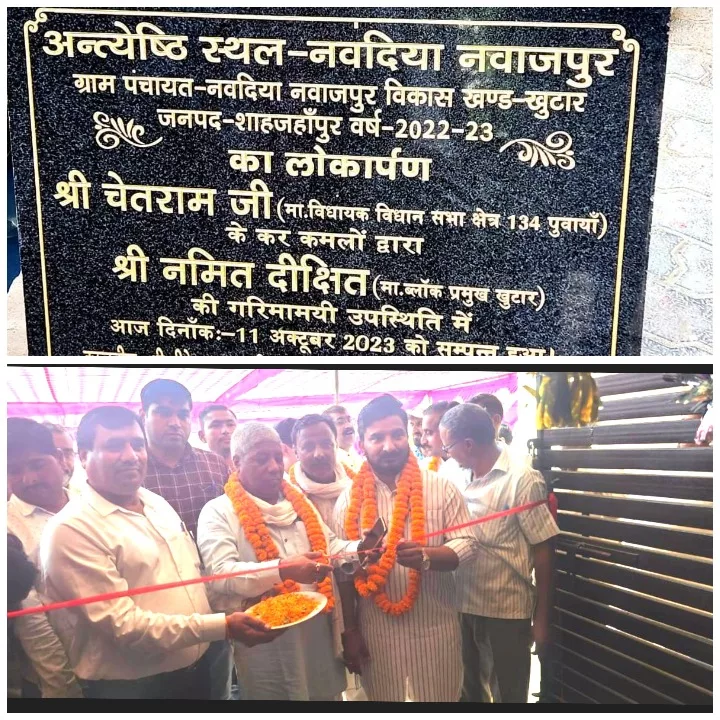 अन्त्येष्ठि स्थल-नवदिया नवाजपुर
ग्राम पंचायत-नवदिया नवाजपुर विकास खण्ड-खुटार
जनपद-शाहजहाँपुर वर्ष-2022-23
का लोकार्पण
श्री चेतराम जी (मा.विधायक विधान सभा क्षेत्र 134 पुवायाँ)
के कर कमलों द्वारा
श्री नमित दीक्षित (मा.ब्लॉक प्रमुख खुटार)
की गरिमामयी उपस्थिति में
आज दिनाँक:-11 अक्टूबर 2023 को सम्पन्न हुआ।